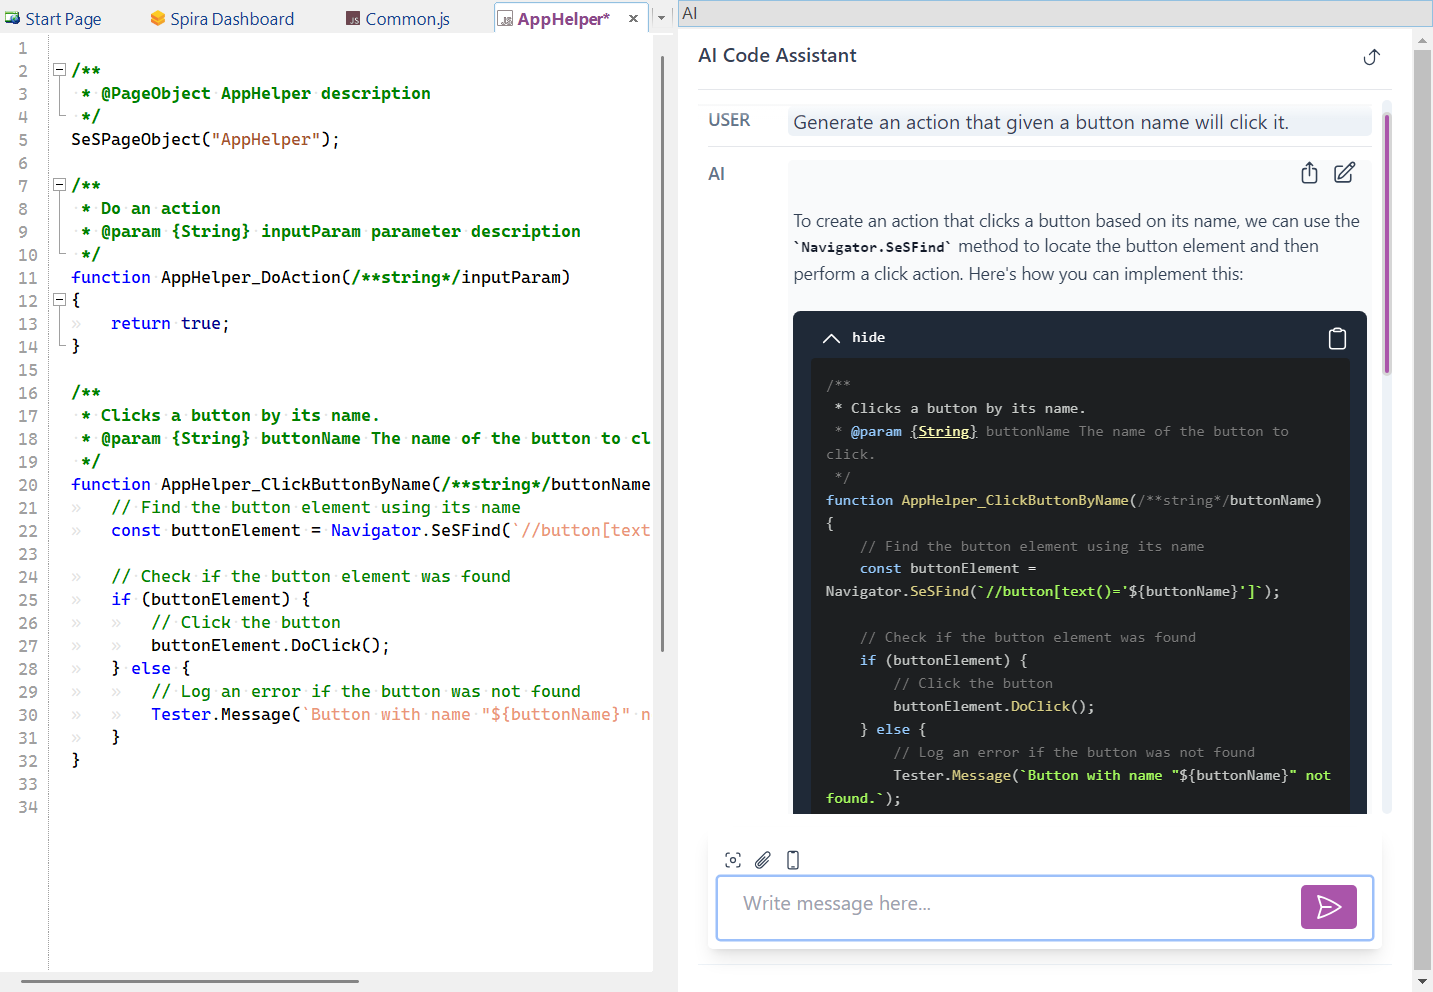 Start Page
Spira Dashboard
Common.js
AppHelper*
1
2 /**
3 * @PageObject AppHelper description
4 */
5 SeSPageObject("AppHelper");
6
7 /**
8 * Do an action
9 * @param {String} inputParam parameter description
10 */
11 function AppHelper_DoAction(/**string*/inputParam)
12 {
13 return true;
14 }
15
16 /**
17 * Clicks a button by its name.
18 * @param {String} buttonName The name of the button to cl
19 */
20 function AppHelper_ClickButtonByName(/**string*/buttonName
21 // Find the button element using its name
22 const buttonElement = Navigator.SeSFind(`//button[text
23
24 // Check if the button element was found
25 if (buttonElement) {
26 // Click the button
27 buttonElement.DoClick();
28 } else {
29 // Log an error if the button was not found
30 Tester.Message(`Button with name "${buttonName}" n
31 }
32 }
33
34
AI
AI Code Assistant
USER
Generate an action that given a button name will click it.
AI
To create an action that clicks a button based on its name, we can use the
`Navigator.SeSFind` method to locate the button element and then
perform a click action. Here's how you can implement this:
hide
/**
* Clicks a button by its name.
* @param {String} buttonName The name of the button to
click.
*/
function AppHelper_ClickButtonByName(/**string*/buttonName)
{
// Find the button element using its name
const buttonElement =
Navigator.SeSFind(`//button[text()='${buttonName}']`);
// Check if the button element was found
if (buttonElement) {
// Click the button
buttonElement.DoClick();
} else {
// Log an error if the button was not found
Tester.Message(`Button with name "${buttonName}" not
found.`);
Write message here...